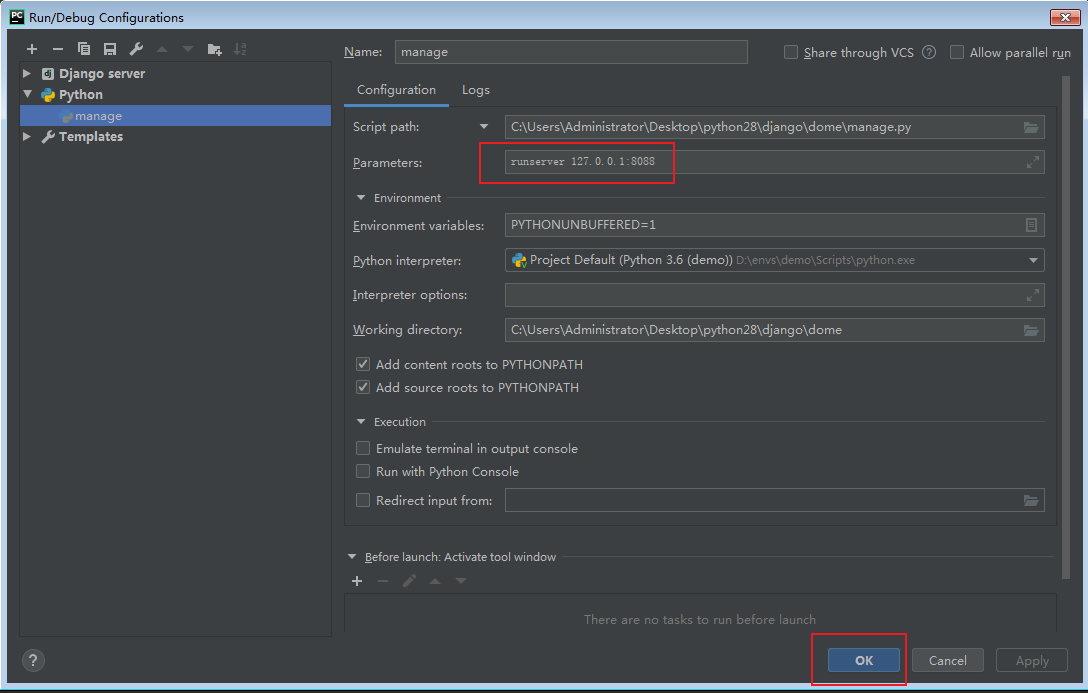 PC Run/Debug Configurations
Name: manage
Share through VCS ?
Allow parallel run
dj Django server
Python
manage
Templates
Configuration Logs
Script path: C:\Users\Administrator\Desktop\python28\django\dome\manage.py
Parameters: runserver 127.0.0.1:8088
Environment
Environment variables: PYTHONUNBUFFERED=1
Python interpreter: Project Default (Python 3.6 (demo)) D:\envs\demo\Scripts\python.exe
Interpreter options:
Working directory: C:\Users\Administrator\Desktop\python28\django\dome
Add content roots to PYTHONPATH
Add source roots to PYTHONPATH
Execution
Emulate terminal in output console
Run with Python Console
Redirect input from:
Before launch: Activate tool window
There are no tasks to run before launch
? OK Cancel Apply